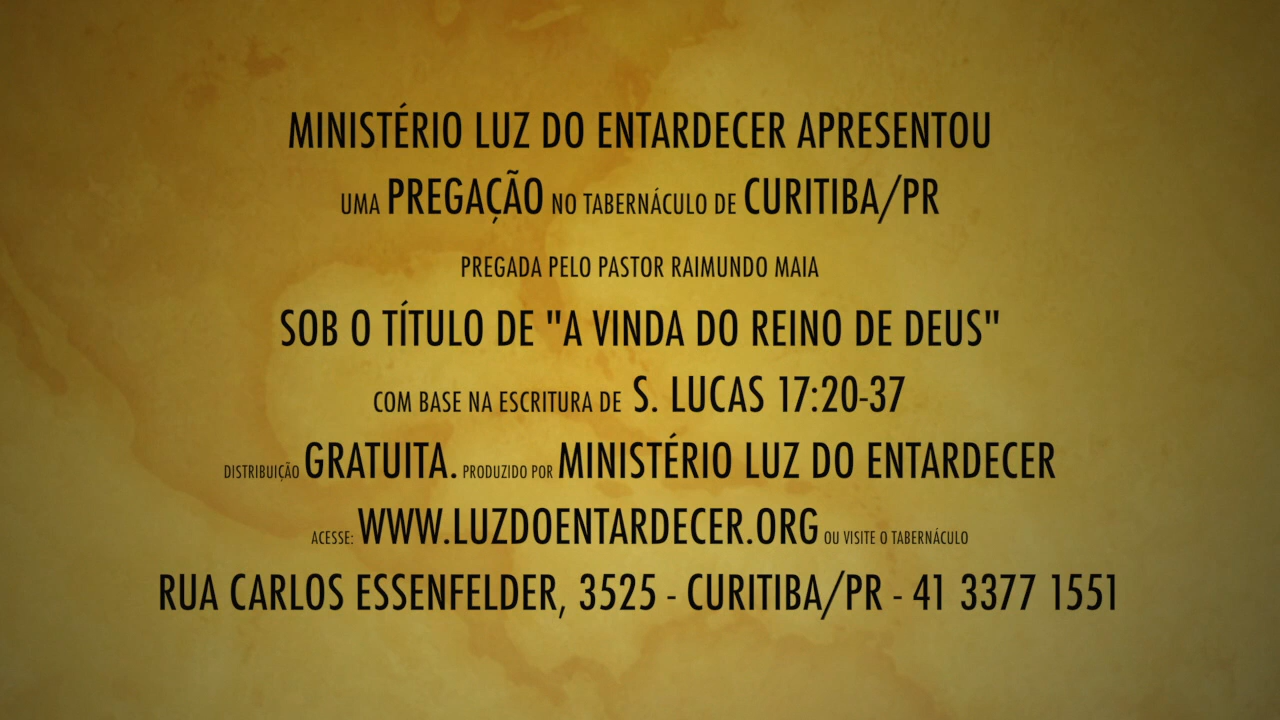 MINISTÉRIO LUZ DO ENTARDECER APRESENTOU
UMA PREGAÇÃO NO TABERNÁCULO DE CURITIBA/PR
PREGADA PELO PASTOR RAIMUNDO MAIA
SOB O TÍTULO DE "A VINDA DO REINO DE DEUS"
COM BASE NA ESCRITURA DE S. LUCAS 17:20-37
DISTRIBUIÇÃO GRATUITA. PRODUZIDO POR MINISTÉRIO LUZ DO ENTARDECER
ACESSE: WWW.LUZDOENTARDECER.ORG OU VISITE O TABERNÁCULO
RUA CARLOS ESSENFELDER, 3525 - CURITIBA/PR - 41 3377 1551